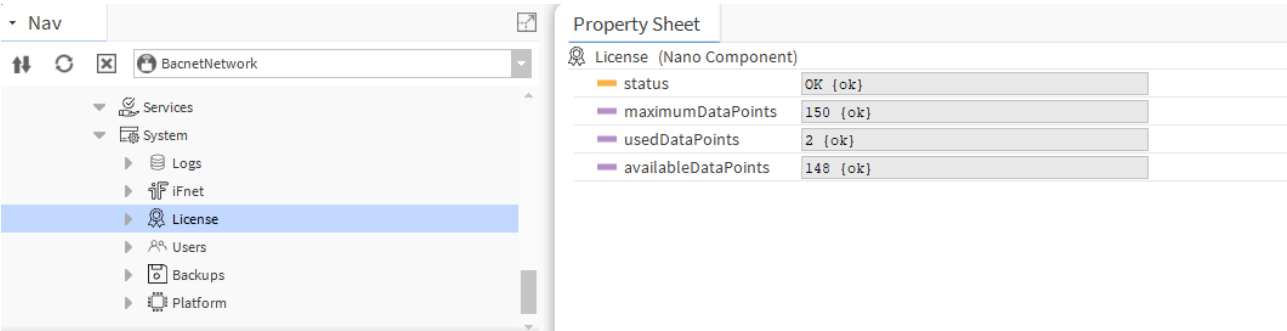 Nav
BacnetNetwork
Services
System
Logs
iFnet
License
Users
Backups
Platform
Property Sheet
License (Nano Component)
status OK {ok}
maximumDataPoints 150 {ok}
usedDataPoints 2 {ok}
availableDataPoints 148 {ok}